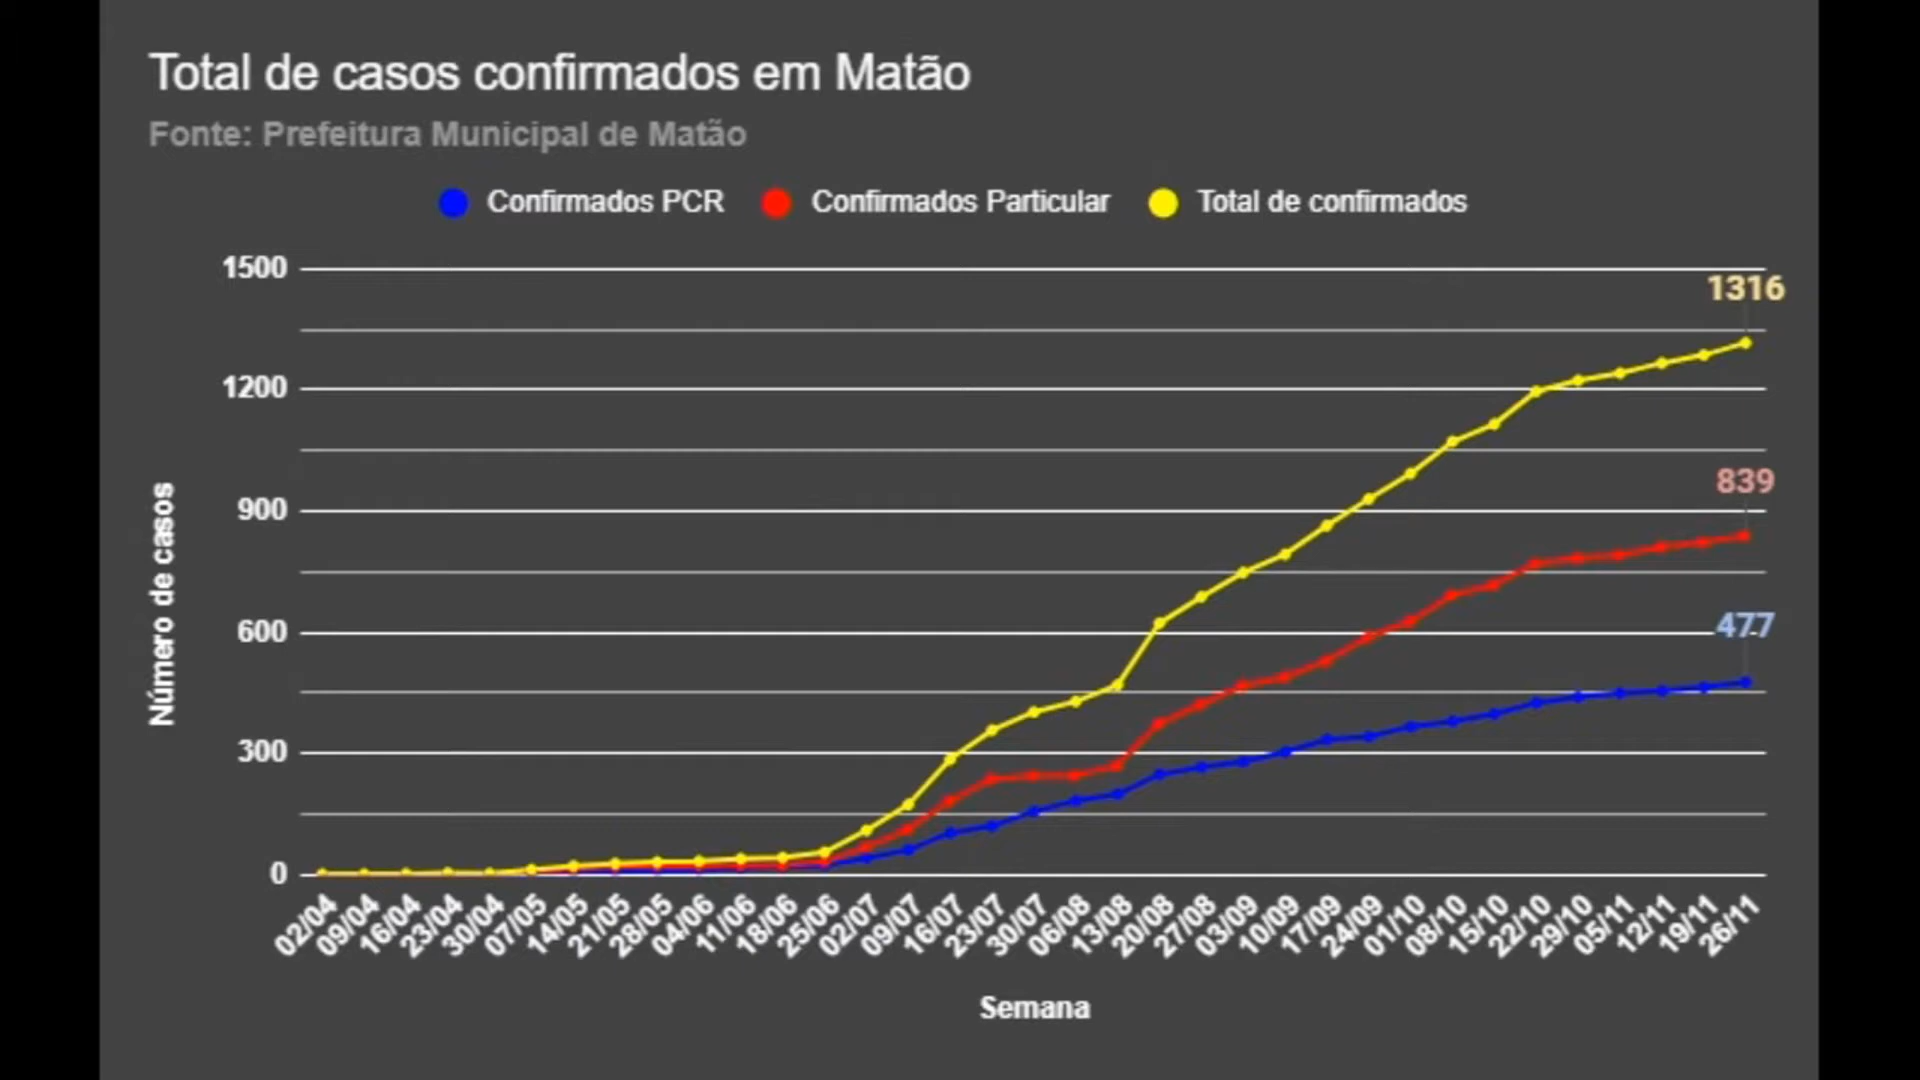 Total de casos confirmados em Matão
Fonte: Prefeitura Municipal de Matão
Confirmados PCR Confirmados Particular Total de confirmados
1500
1316
1200
900
839
600
477
300
0
Número de casos
02/04 09/04 16/04 23/04 30/04 07/05 14/05 21/05 28/05 04/06 11/06 18/06 25/06 02/07 09/07 16/07 23/07 30/07 06/08 13/08 20/08 27/08 03/09 10/09 17/09 24/09 01/10 08/10 15/10 22/10 29/10 05/11 12/11 19/11 26/11
Semana